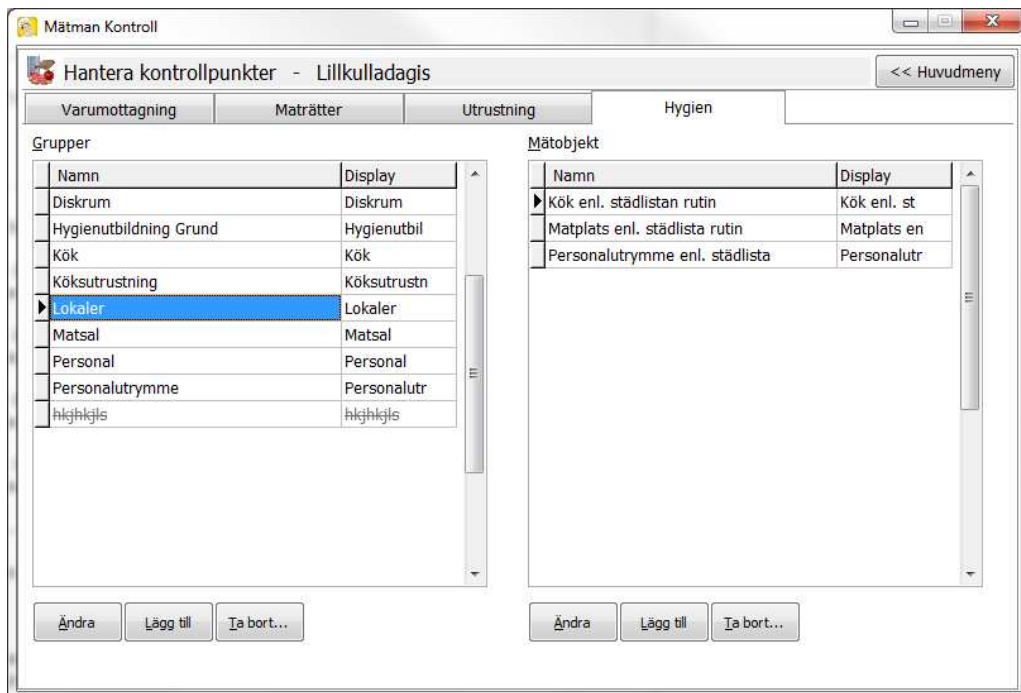 Mätman Kontroll
Hantera kontrollpunkter - Lillkulladagis
<< Huvudmeny
Varumottagning Maträtter Utrustning Hygien
Grupper
Namn Display
Diskrum Diskrum
Hygienutbildning Grund Hygienutbil
Kök Kök
Köksutrustning Köksutrustn
Lokaler Lokaler
Matsal Matsal
Personal Personal
Personalutrymme Personalutr
hkjhkjls hkjhkjls
Ändra Lägg till Ta bort...
Mätobjekt
Namn Display
Kök enl. städlistan rutin Kök enl. st
Matplats enl. städlista rutin Matplats en
Personalutrymme enl. städlista Personalutr
Ändra Lägg till Ta bort...